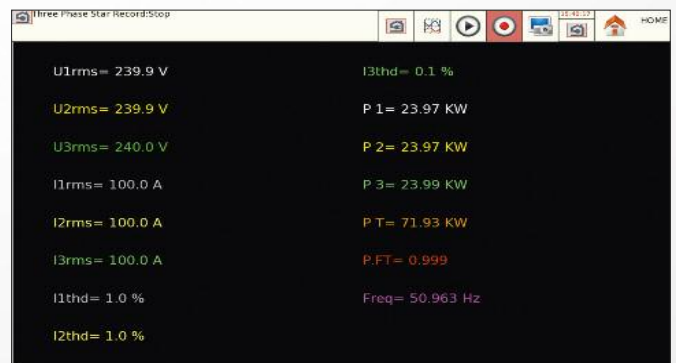 Three Phase Star Record:Stop
HOME
U1rms= 239.9 V
U2rms= 239.9 V
U3rms= 240.0 V
I1rms= 100.0 A
I2rms= 100.0 A
I3rms= 100.0 A
I1thd= 1.0 %
I2thd= 1.0 %
I3thd= 0.1 %
P 1= 23.97 KW
P 2= 23.97 KW
P 3= 23.99 KW
P T= 71.93 KW
P.FT= 0.999
Freq= 50.963 Hz